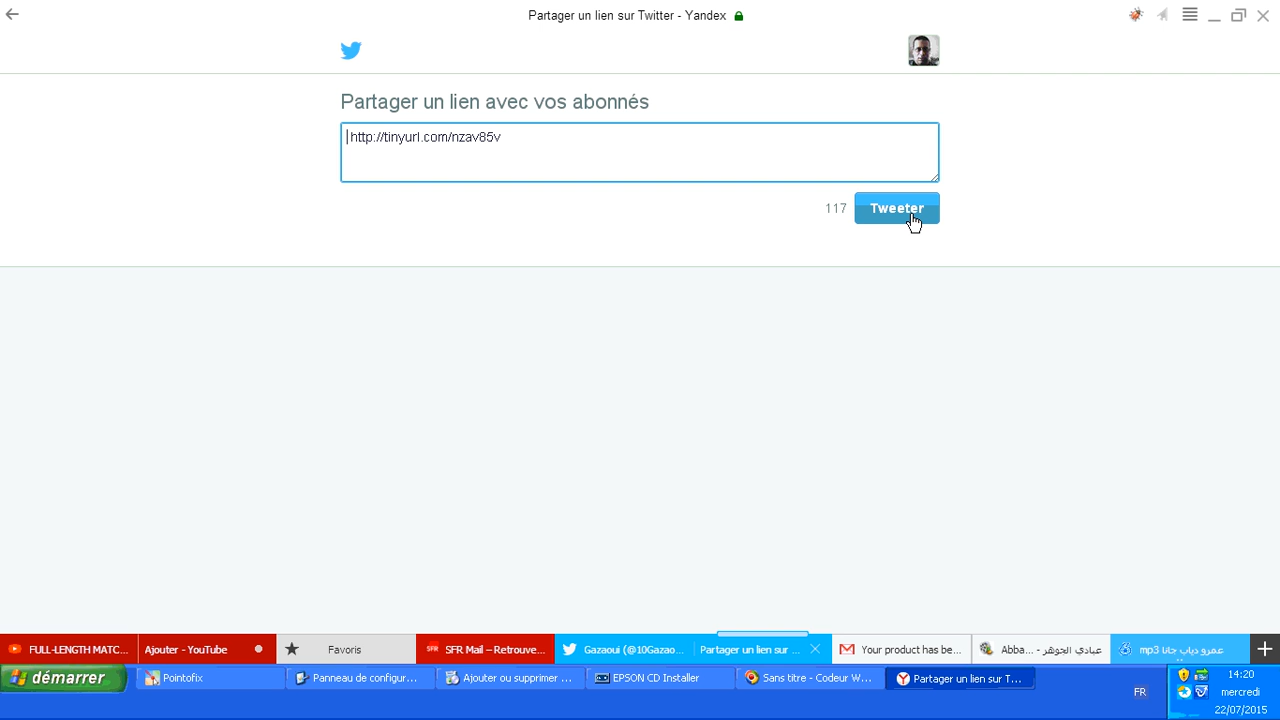 Partager un lien sur Twitter - Yandex
Partager un lien avec vos abonnés
http://tinyurl.com/nzav85v
117
Tweeter
FULL-LENGTH MATC...
Ajouter - YouTube
Favoris
SFR
SFR Mail – Retrouve...
Gazaoui (@10Gazao...
Partager un lien sur ...
Your product has be...
Abba... - عبادي الجوهر
عمرو دياب جانا mp3
démarrer
Pointofix
Panneau de configur...
Ajouter ou supprimer ...
EPSON CD Installer
Sans titre - Codeur W...
Partager un lien sur T...
FR
14:20
mercredi
22/07/2015